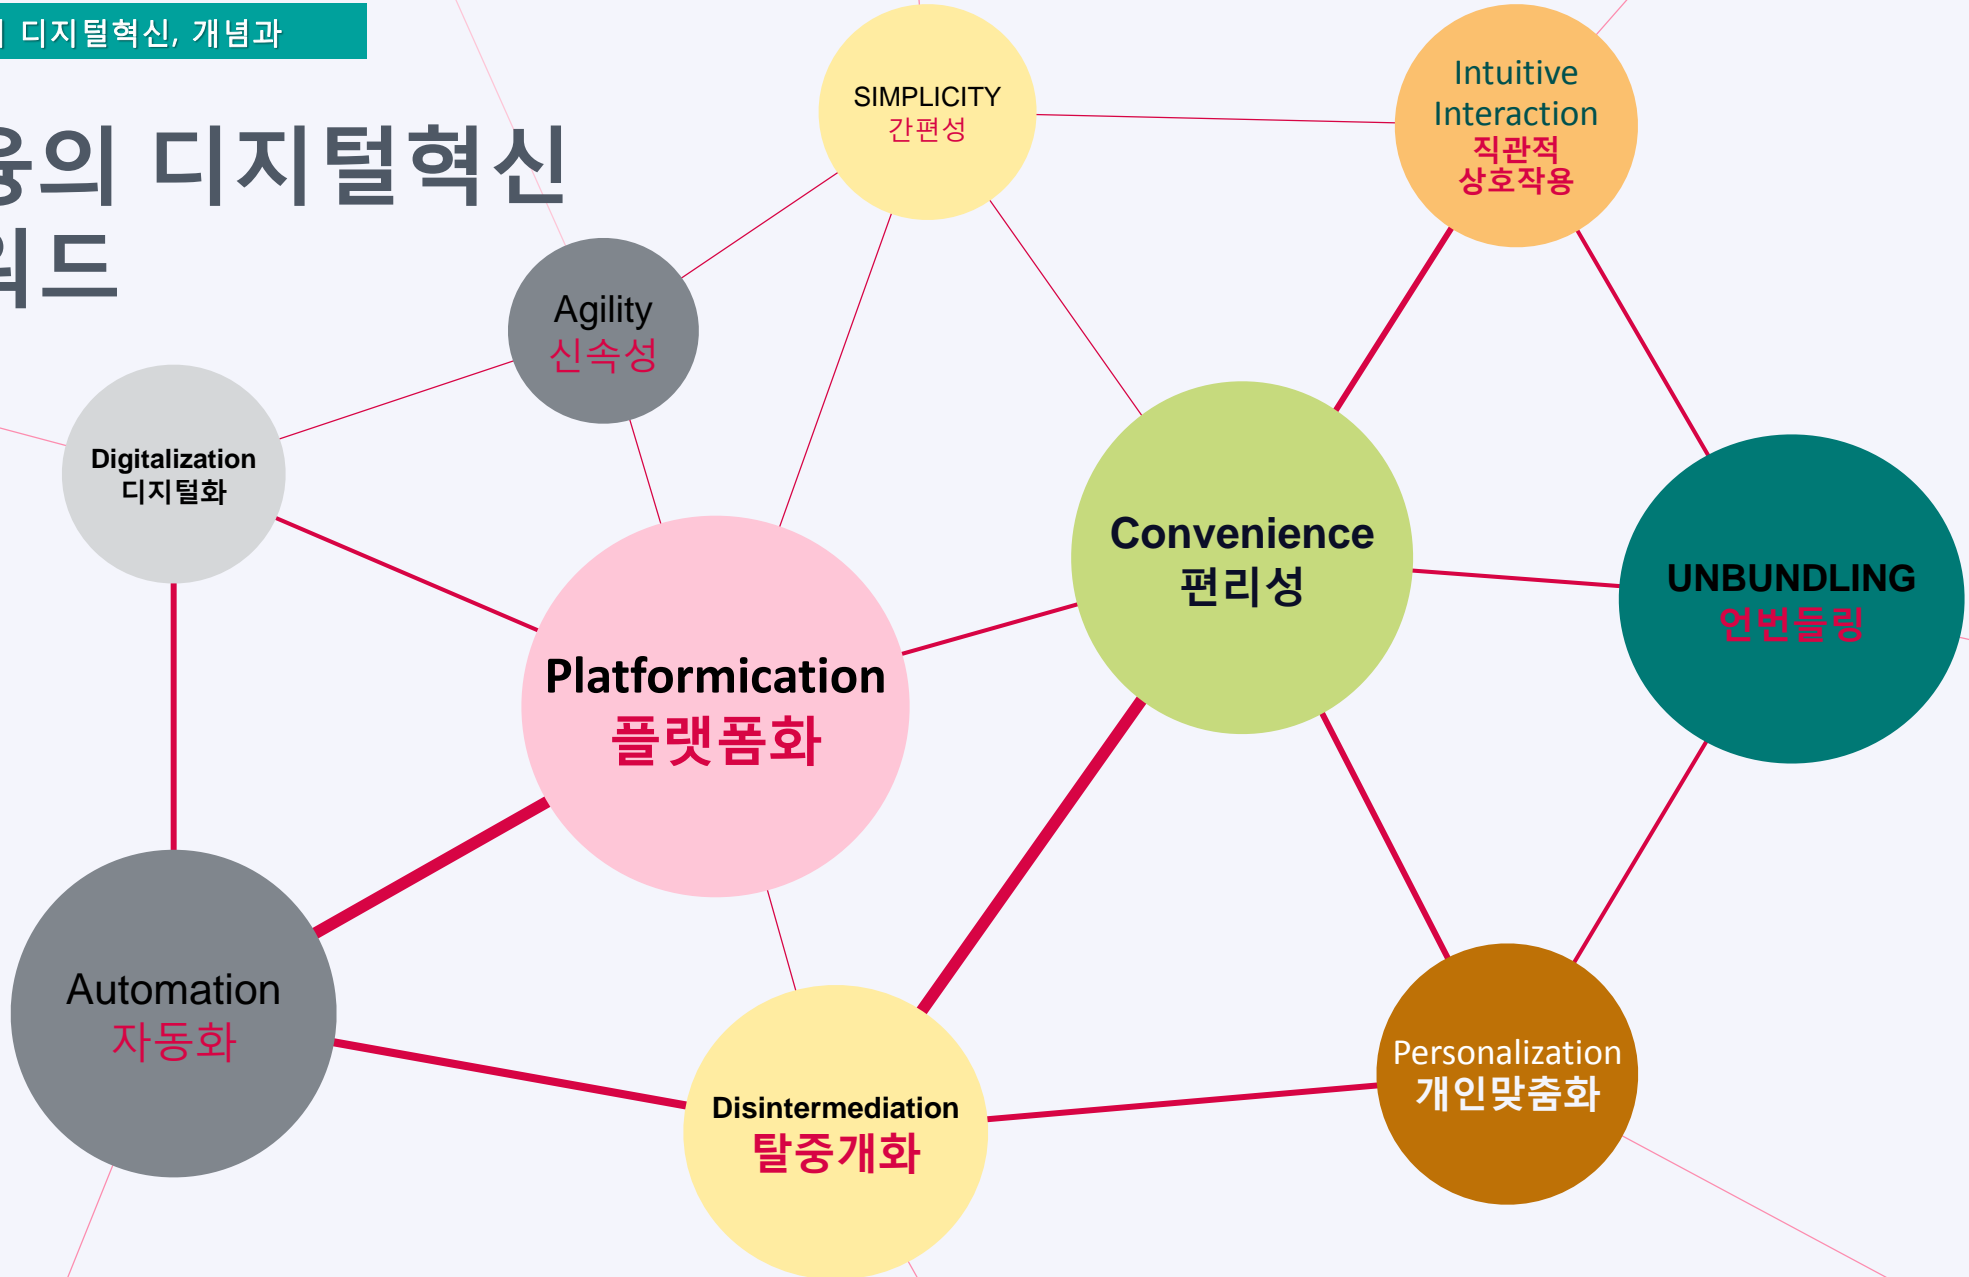 디지털혁신, 개념과
융의 디지털혁신
워드
SIMPLICITY
간편성
Intuitive
Interaction
직관적
상호작용
Agility
신속성
Digitalization
디지털화
Convenience
편리성
UNBUNDLING
언번들링
Platformication
플랫폼화
Automation
자동화
Disintermediation
탈중개화
Personalization
개인맞춤화